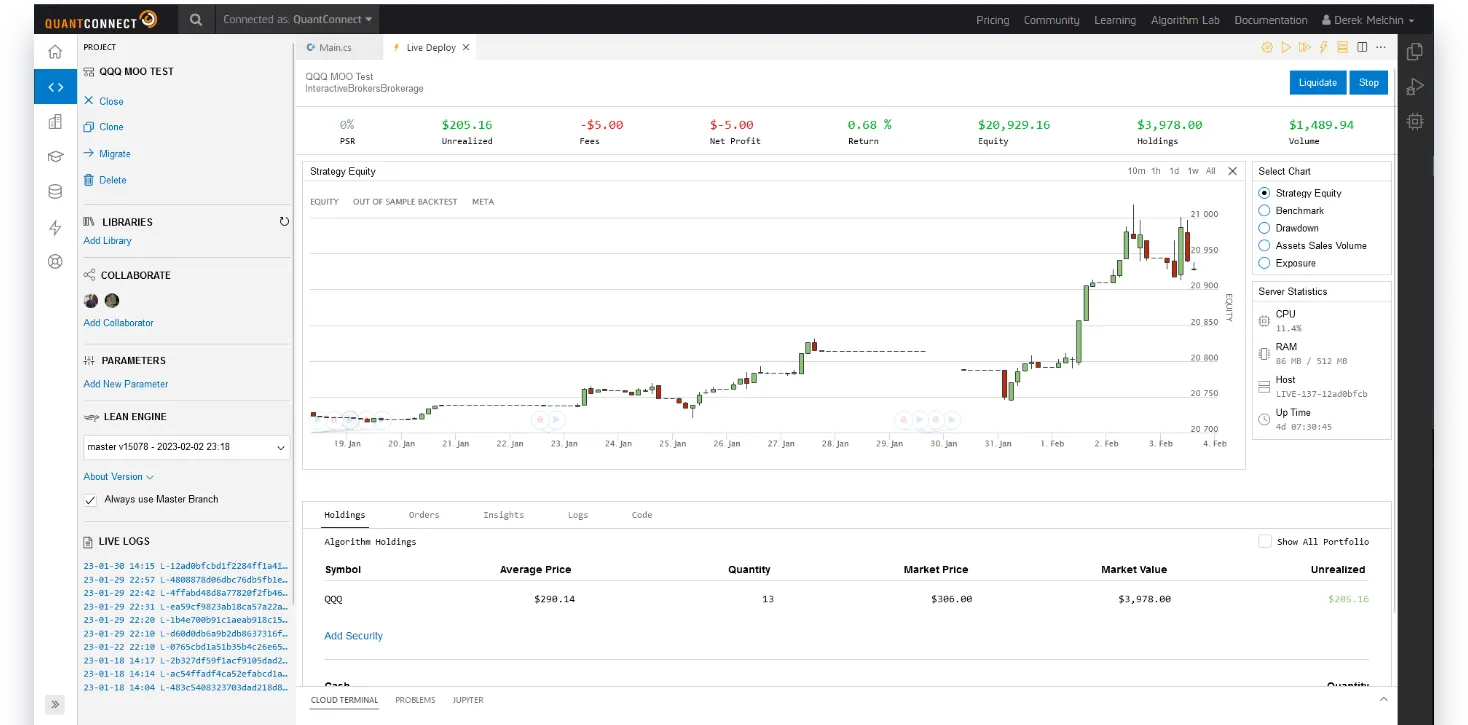 QUANTCONNECT
Connected as: QuantConnect
Pricing Community Learning Algorithm Lab Documentation Derek Melchin
PROJECT
QQQ MOO TEST
Close
Clone
Migrate
Delete
LIBRARIES
Add Library
COLLABORATE
Add Collaborator
PARAMETERS
Add New Parameter
LEAN ENGINE
master v15078 - 2023-02-02 23:18
About Version
Always use Master Branch
LIVE LOGS
23-01-30 14:15 L-12ad0bfcbd1f2284ff1a41…
23-01-29 22:57 L-4808878d06dbc76db5fb1e…
23-01-29 22:42 L-4ffabd48d8a77820f2fb46…
23-01-29 22:31 L-ea59cf9823ab18ca57a22a…
23-01-29 22:20 L-1b4e700b91c1aeab918c15…
23-01-29 22:10 L-d60d0db6a9b2db8637316f…
23-01-22 22:10 L-0765cbd1a51b35b4c26e65…
23-01-18 14:17 L-2b327df59f1acf9105dad2…
23-01-18 14:14 L-ac54ffadf4ca52efabcd1a…
23-01-18 14:04 L-483c5408323703dad218d8…
Main.cs
Live Deploy
QQQ MOO Test
InteractiveBrokersBrokerage
Liquidate Stop
0% $205.16 -$5.00 $-5.00 0.68 % $20,929.16 $3,978.00 $1,489.94
PSR Unrealized Fees Net Profit Return Equity Holdings Volume
Strategy Equity
10m 1h 1d 1w All
EQUITY OUT OF SAMPLE BACKTEST META
21 000
20 950
20 900
20 850
20 800
20 750
20 700
EQUITY
19. Jan 20. Jan 21. Jan 22. Jan 23. Jan 24. Jan 25. Jan 26. Jan 27. Jan 28. Jan 29. Jan 30. Jan 31. Jan 1. Feb 2. Feb 3. Feb 4. Feb
Select Chart
Strategy Equity
Benchmark
Drawdown
Assets Sales Volume
Exposure
Server Statistics
CPU
11.4%
RAM
86 MB / 512 MB
Host
LIVE-137-12ad0bfcb
Up Time
4d 07:30:45
Holdings Orders Insights Logs Code
Algorithm Holdings
Show All Portfolio
Symbol Average Price Quantity Market Price Market Value Unrealized
QQQ $290.14 13 $306.00 $3,978.00 $205.16
Add Security
Cash Quantity
CLOUD TERMINAL PROBLEMS JUPYTER